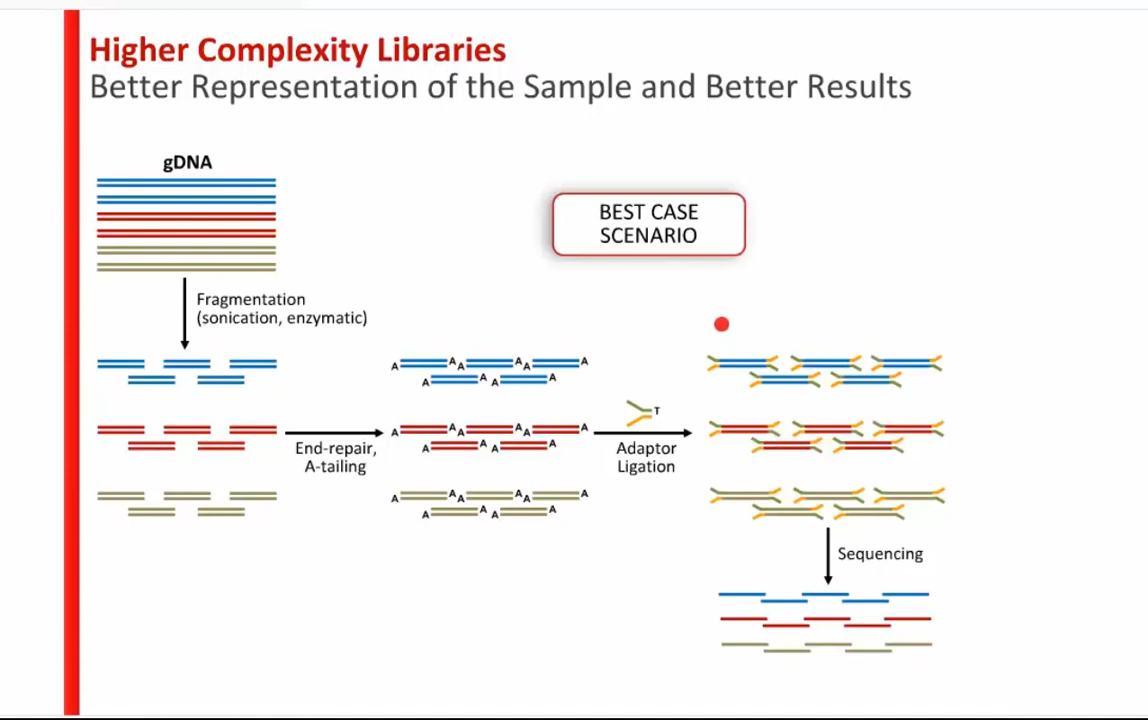 Higher Complexity Libraries
Better Representation of the Sample and Better Results
gDNA
BEST CASE
SCENARIO
Fragmentation
(sonication, enzymatic)
A A A A A A
A A A A
T
A A A A A A
A A A A
End-repair,
A-tailing
Adaptor
Ligation
A A A A A A
A A A A
Sequencing